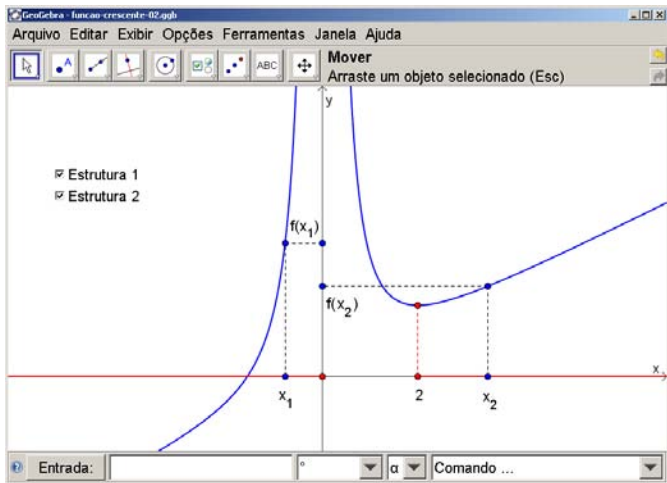 GeoGebra - funcao-crescente-02.ggb
Arquivo Editar Exibir Opções Ferramentas Janela Ajuda
ABC
Mover
Arraste um objeto selecionado (Esc)
y
Estrutura 1
Estrutura 2
f(x₁)
f(x₂)
x
x₁ 2 x₂
Entrada: ° α Comando ...